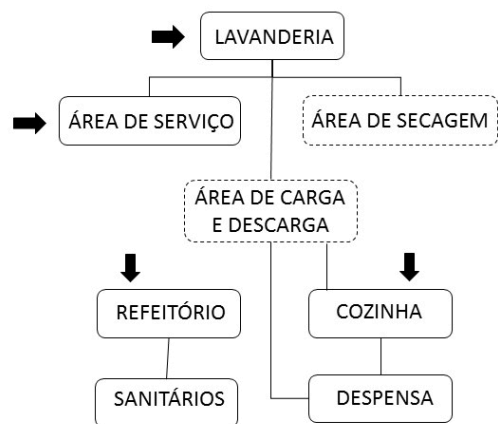 LAVANDERIA
ÁREA DE SERVIÇO
ÁREA DE SECAGEM
ÁREA DE CARGA
E DESCARGA
REFEITÓRIO
COZINHA
SANITÁRIOS
DESPENSA